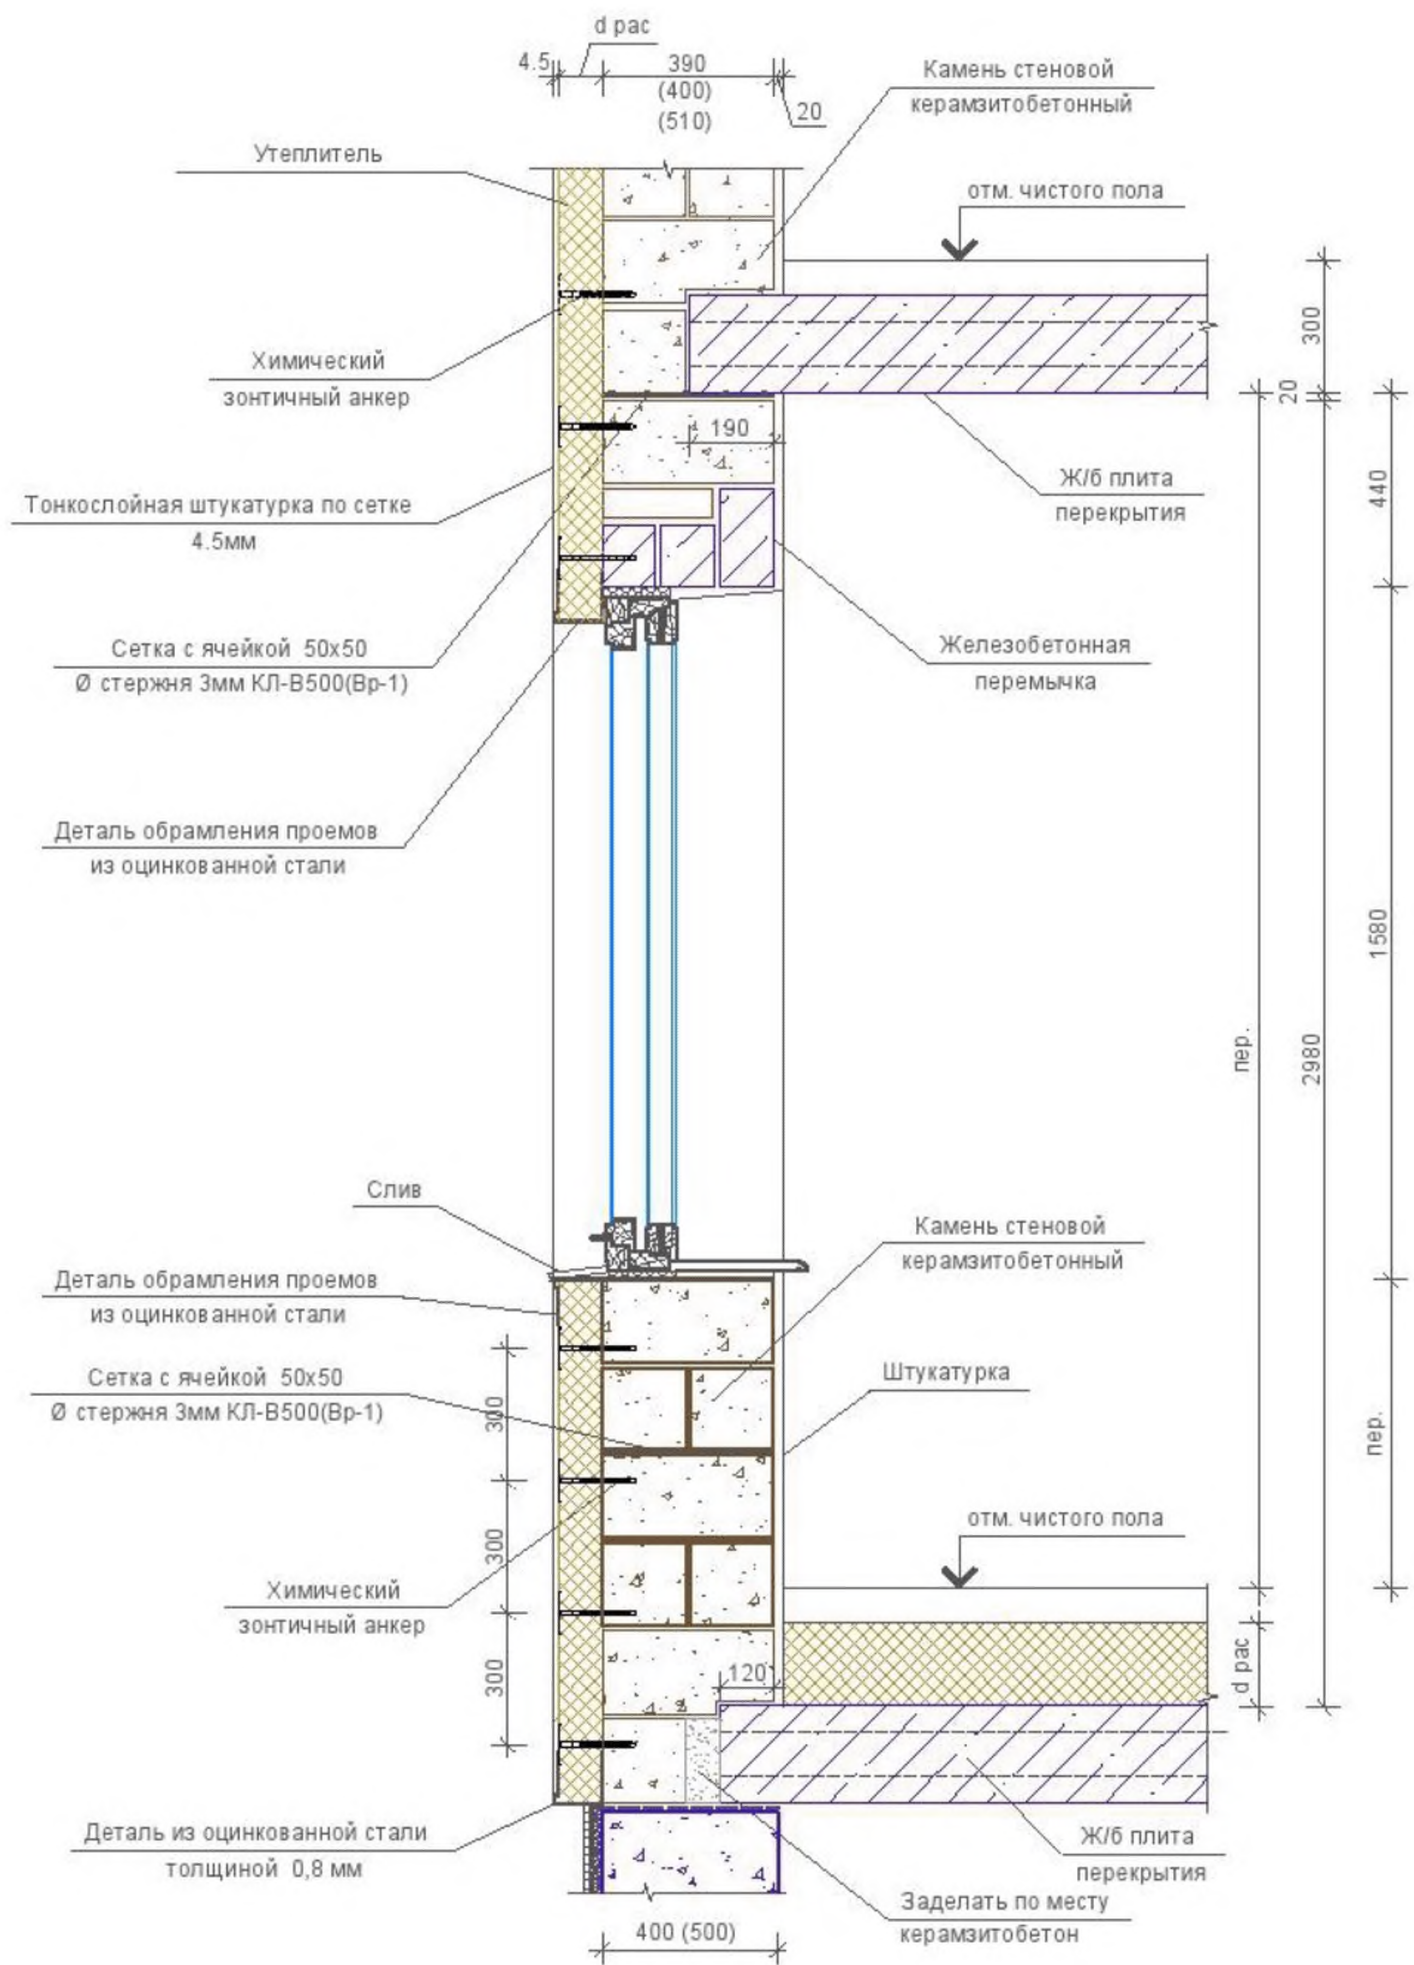 d рас
4.5
390
(400)
(510)
20
Камень стеновой
керамзитобетонный
Утеплитель
отм. чистого пола
300
Химический
зонтичный анкер
20
190
440
Ж/б плита
перекрытия
Тонкослойная штукатурка по сетке
4.5мм
Сетка с ячейкой 50х50
Ø стержня 3мм КЛ-В500(Вр-1)
Железобетонная
перемычка
Деталь обрамления проемов
из оцинкованной стали
1580
пер.
2980
Слив
Камень стеновой
керамзитобетонный
Деталь обрамления проемов
из оцинкованной стали
Сетка с ячейкой 50х50
Ø стержня 3мм КЛ-В500(Вр-1)
Штукатурка
300
пер.
300
отм. чистого пола
Химический
зонтичный анкер
300
120
d рас
Деталь из оцинкованной стали
толщиной 0,8 мм
Ж/б плита
перекрытия
Заделать по месту
керамзитобетон
400 (500)